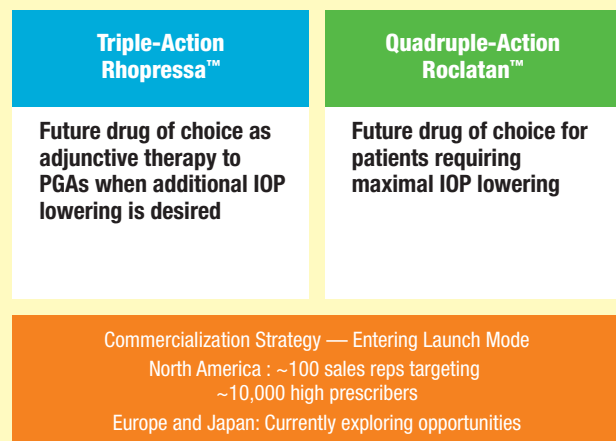 Triple-Action
Rhopressa™
Future drug of choice as
adjunctive therapy to
PGAs when additional IOP
lowering is desired
Quadruple-Action
Roclatan™
Future drug of choice for
patients requiring
maximal IOP lowering
Commercialization Strategy — Entering Launch Mode
North America : ~100 sales reps targeting
~10,000 high prescribers
Europe and Japan: Currently exploring opportunities